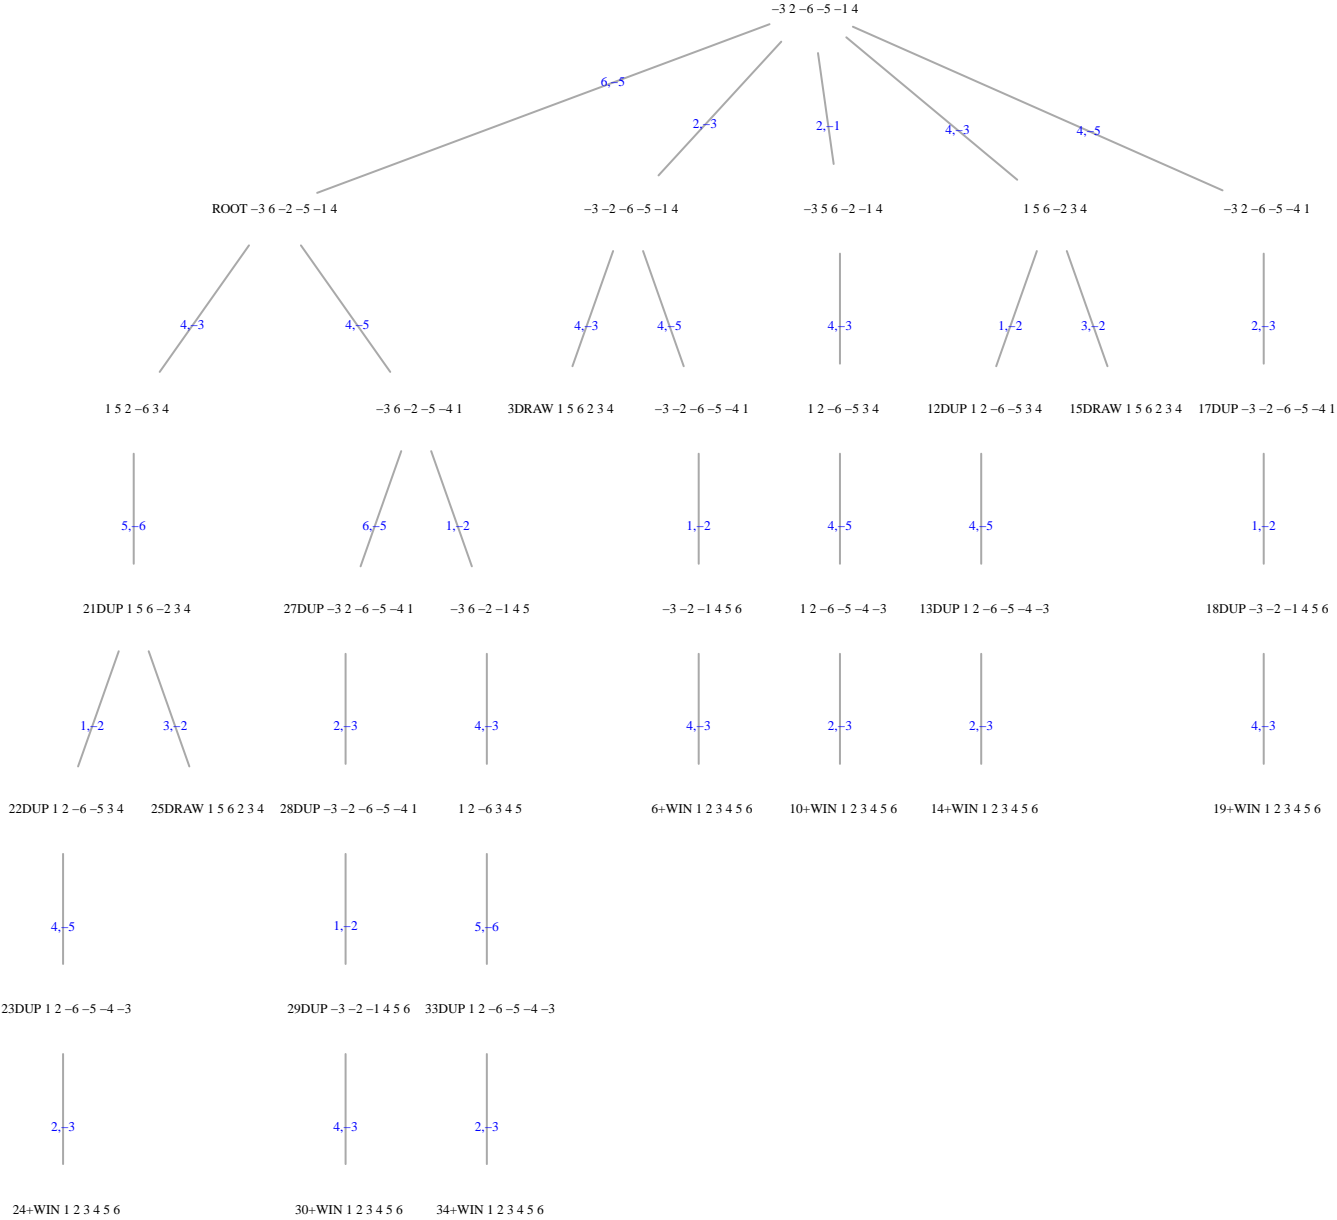 −3 2 −6 −5 −1 4
6,−5
2,−3
2,−1
4,−3
4,−5
ROOT −3 6 −2 −5 −1 4
−3 −2 −6 −5 −1 4
−3 5 6 −2 −1 4
1 5 6 −2 3 4
−3 2 −6 −5 −4 1
4,−3
4,−5
4,−3
4,−5
4,−3
1,−2
3,−2
2,−3
1 5 2 −6 3 4
−3 6 −2 −5 −4 1
3DRAW 1 5 6 2 3 4
−3 −2 −6 −5 −4 1
1 2 −6 −5 3 4
12DUP 1 2 −6 −5 3 4
15DRAW 1 5 6 2 3 4
17DUP −3 −2 −6 −5 −4 1
5,−6
6,−5
1,−2
1,−2
4,−5
4,−5
1,−2
21DUP 1 5 6 −2 3 4
27DUP −3 2 −6 −5 −4 1
−3 6 −2 −1 4 5
−3 −2 −1 4 5 6
1 2 −6 −5 −4 −3
13DUP 1 2 −6 −5 −4 −3
18DUP −3 −2 −1 4 5 6
1,−2
3,−2
2,−3
4,−3
4,−3
2,−3
2,−3
4,−3
22DUP 1 2 −6 −5 3 4
25DRAW 1 5 6 2 3 4
28DUP −3 −2 −6 −5 −4 1
1 2 −6 3 4 5
6+WIN 1 2 3 4 5 6
10+WIN 1 2 3 4 5 6
14+WIN 1 2 3 4 5 6
19+WIN 1 2 3 4 5 6
4,−5
1,−2
5,−6
23DUP 1 2 −6 −5 −4 −3
29DUP −3 −2 −1 4 5 6
33DUP 1 2 −6 −5 −4 −3
2,−3
4,−3
2,−3
24+WIN 1 2 3 4 5 6
30+WIN 1 2 3 4 5 6
34+WIN 1 2 3 4 5 6